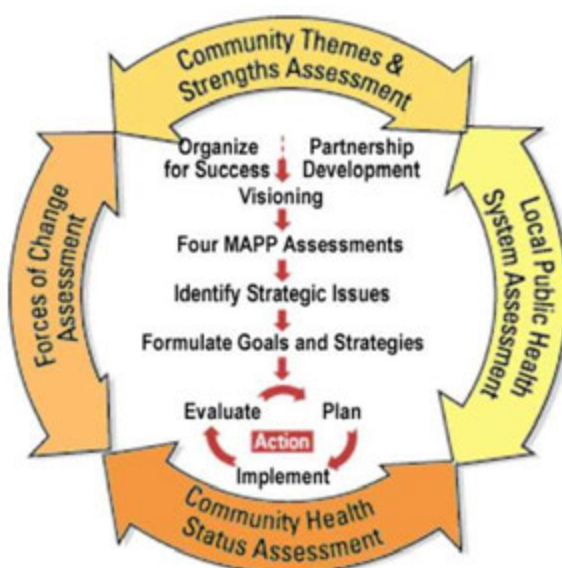 Community Themes &
Strengths Assessment
Organize
for Success
Partnership
Development
Visioning
Four MAPP Assessments
Identify Strategic Issues
Formulate Goals and Strategies
Evaluate
Plan
Action
Implement
Forces of Change
Assessment
Local Public Health
System Assessment
Community Health
Status Assessment